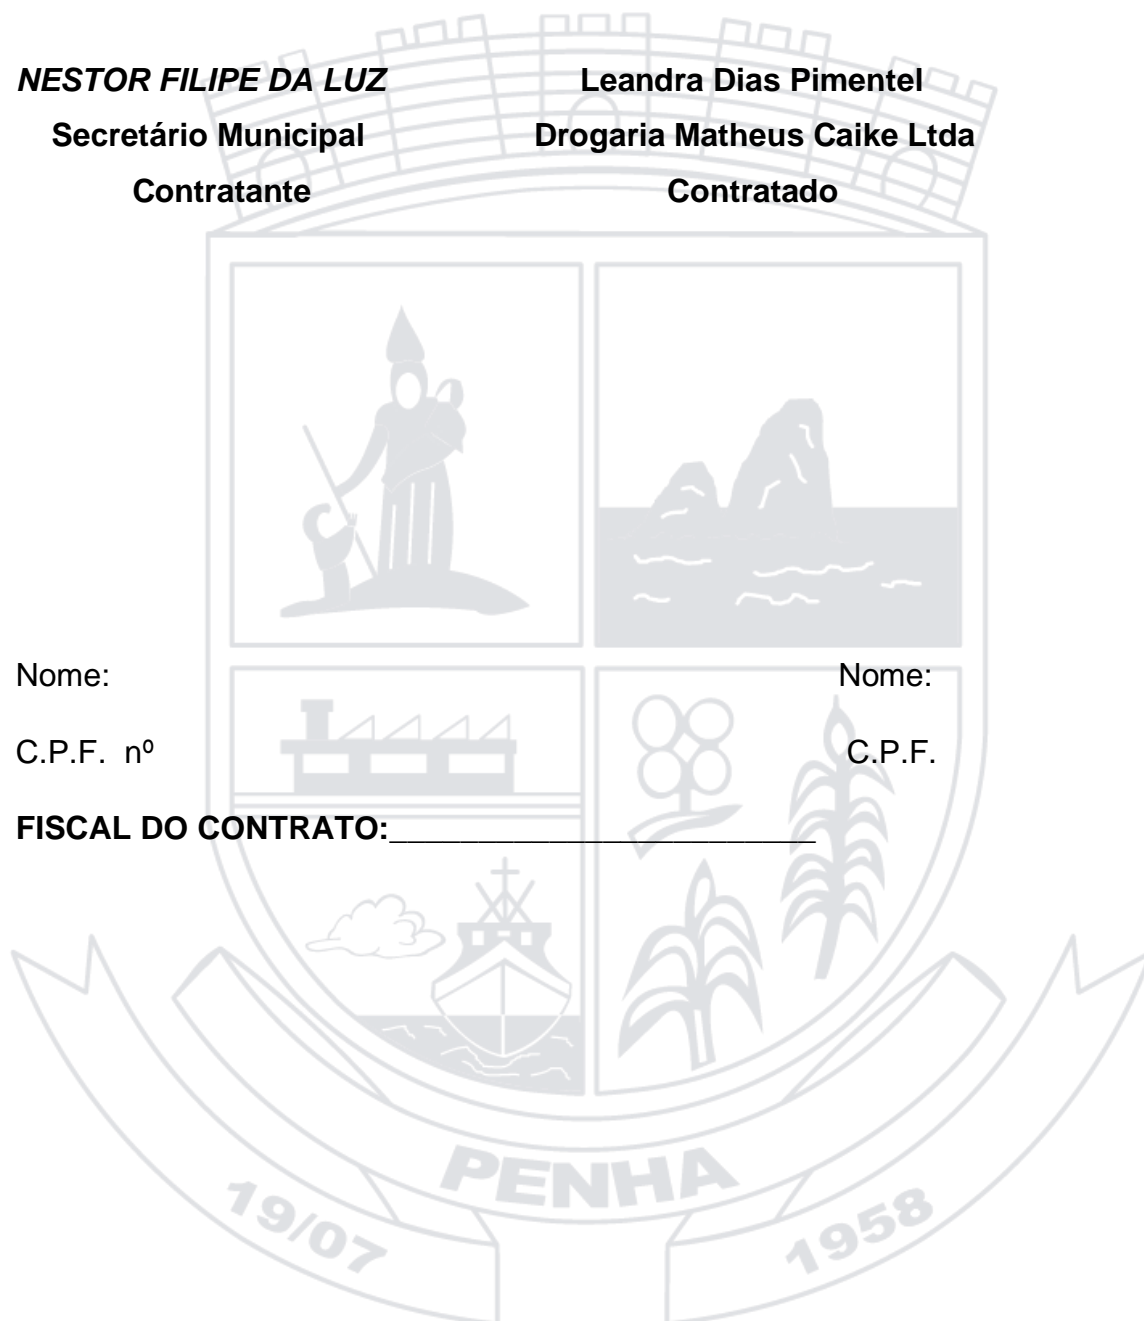 NESTOR FILIPE DA LUZ Leandra Dias Pimentel
Secretário Municipal Drogaria Matheus Caike Ltda
Contratante Contratado
Nome: Nome:
C.P.F. nº C.P.F.
FISCAL DO CONTRATO:________________________
PENHA
19/07 1958